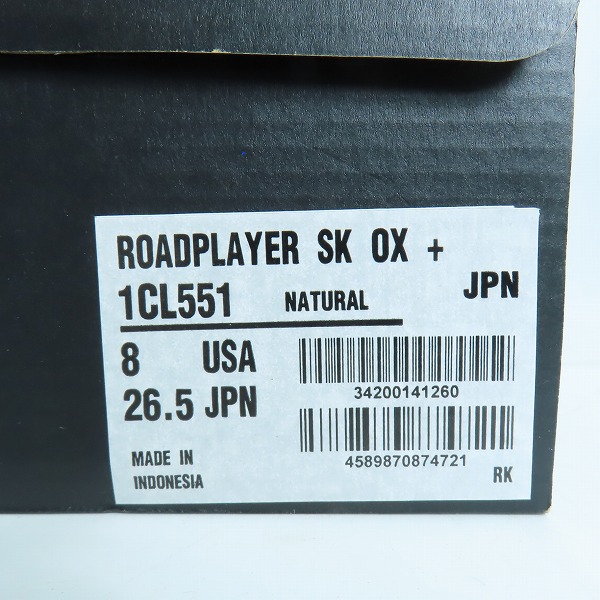 ROADPLAYER SK OX +
1CL551 NATURAL JPN
8 USA
26.5 JPN
34200141260
4589870874721
MADE IN
INDONESIA
RK